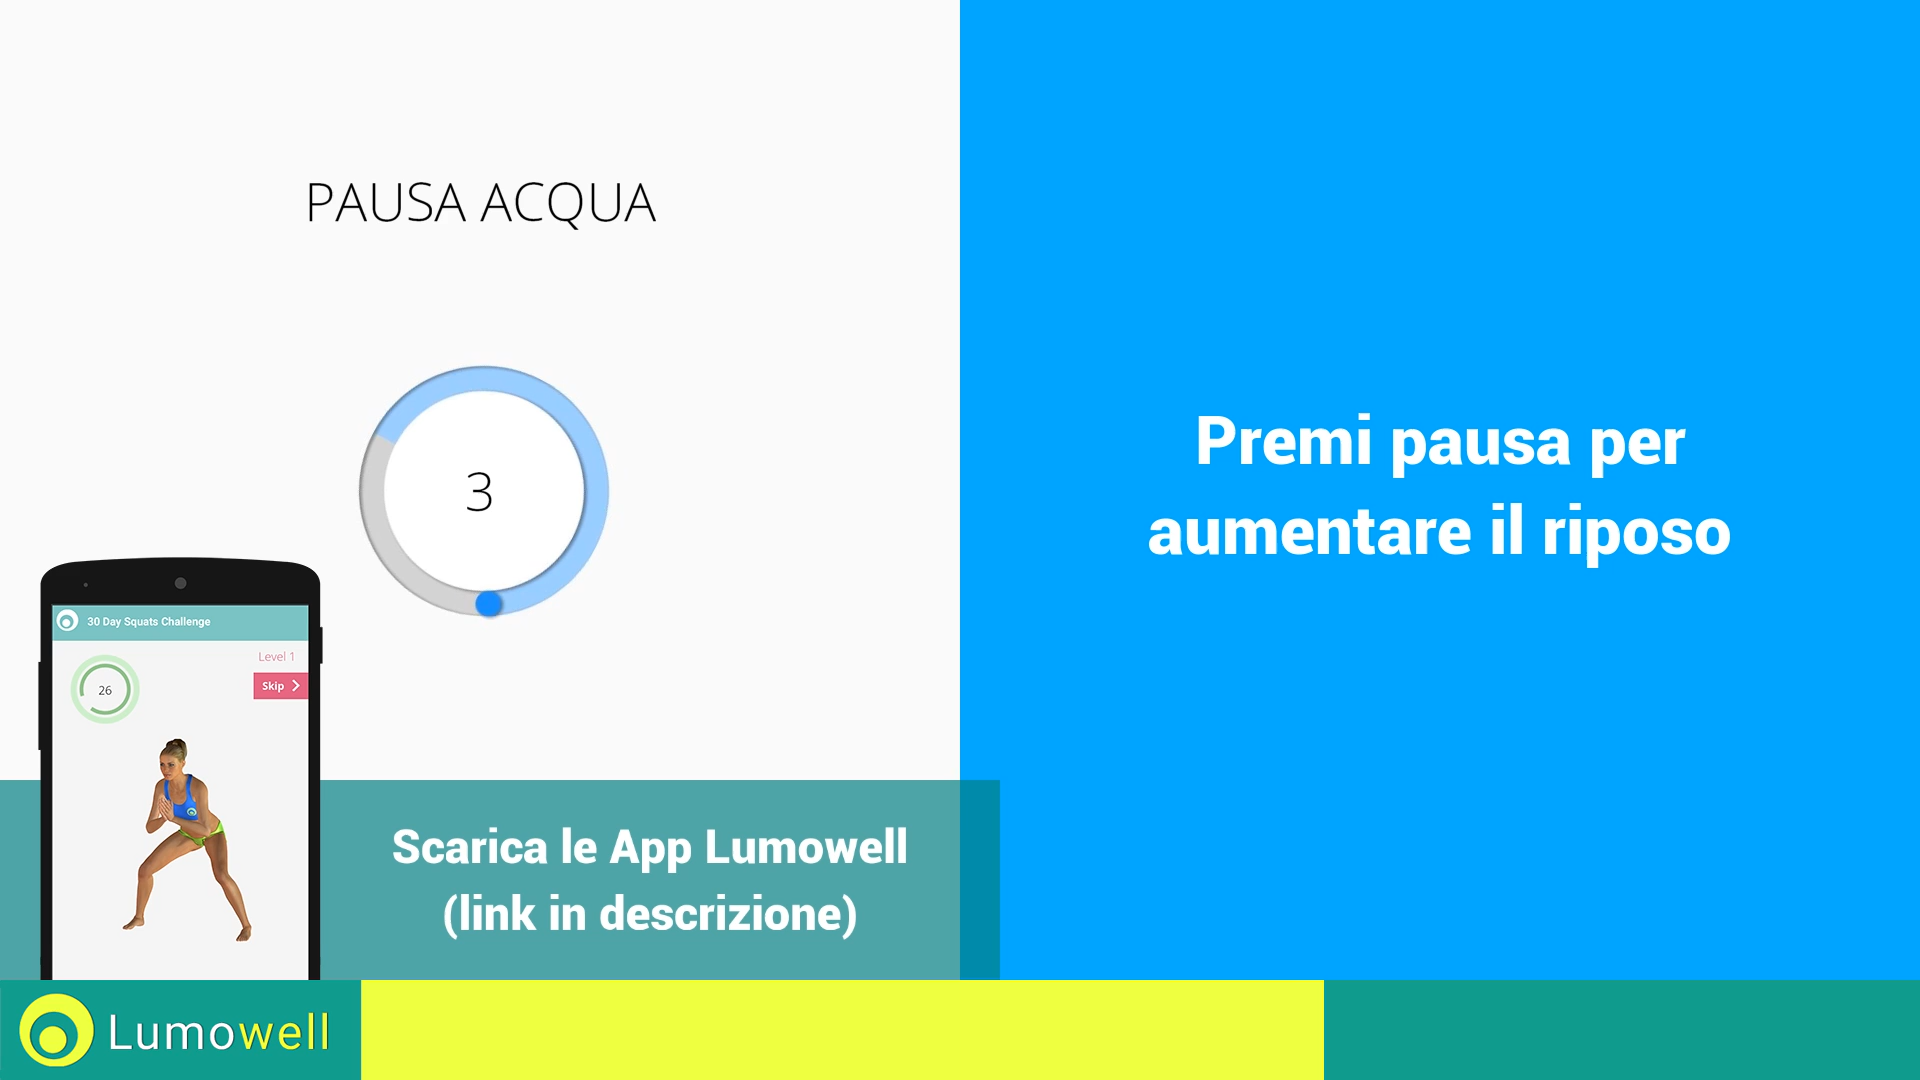 PAUSA ACQUA
3
Premi pausa per
aumentare il riposo
30 Day Squats Challenge
Level 1
26
Skip
Scarica le App Lumowell
(link in descrizione)
Lumowell